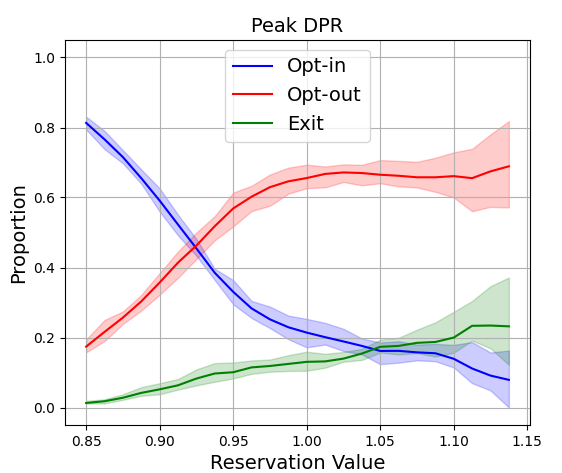 Peak DPR
Opt-in
Opt-out
Exit
Proportion
1.0
0.8
0.6
0.4
0.2
0.0
0.85 0.90 0.95 1.00 1.05 1.10 1.15
Reservation Value